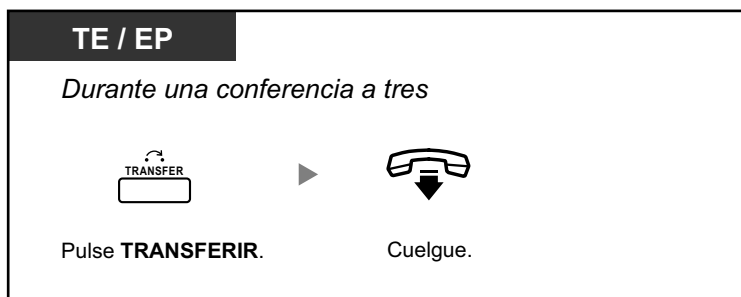 TE / EP
Durante una conferencia a tres
TRANSFER
Pulse TRANSFERIR.
Cuelgue.